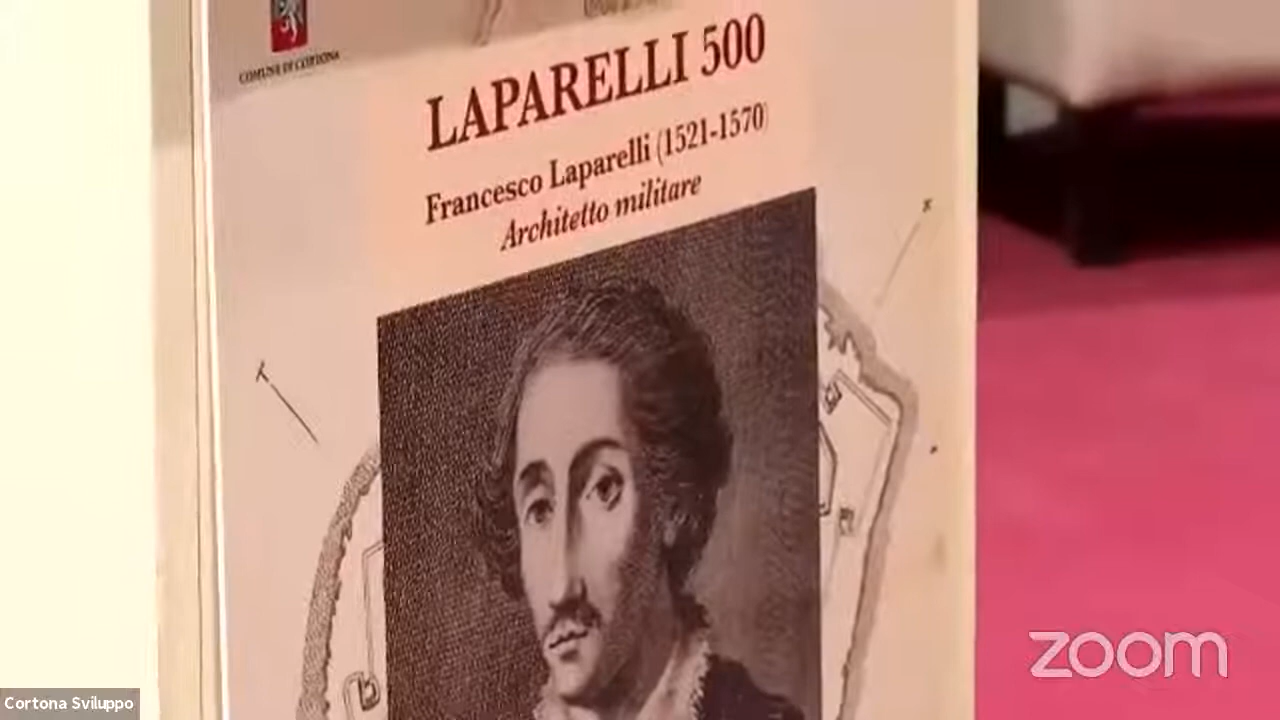 COMUNE DI CORTONA
LAPARELLI 500
Francesco Laparelli (1521-1570)
Architetto militare
T
zoom
Cortona Sviluppo